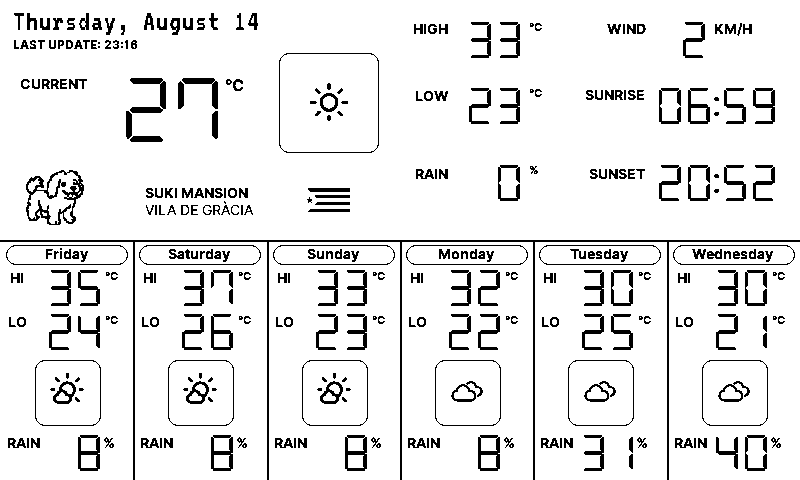 Thursday, August 14
LAST UPDATE: 23:16
CURRENT 27 °C
HIGH 33 °C
WIND 2 KM/H
LOW 23 °C
SUNRISE 06:59
RAIN 0 %
SUNSET 20:52
SUKI MANSION
VILA DE GRÀCIA
Friday
HI 35 °C
LO 24 °C
RAIN 8 %
Saturday
HI 37 °C
LO 26 °C
RAIN 8 %
Sunday
HI 33 °C
LO 23 °C
RAIN 8 %
Monday
HI 32 °C
LO 22 °C
RAIN 8 %
Tuesday
HI 30 °C
LO 25 °C
RAIN 31 %
Wednesday
HI 30 °C
LO 21 °C
RAIN 40 %